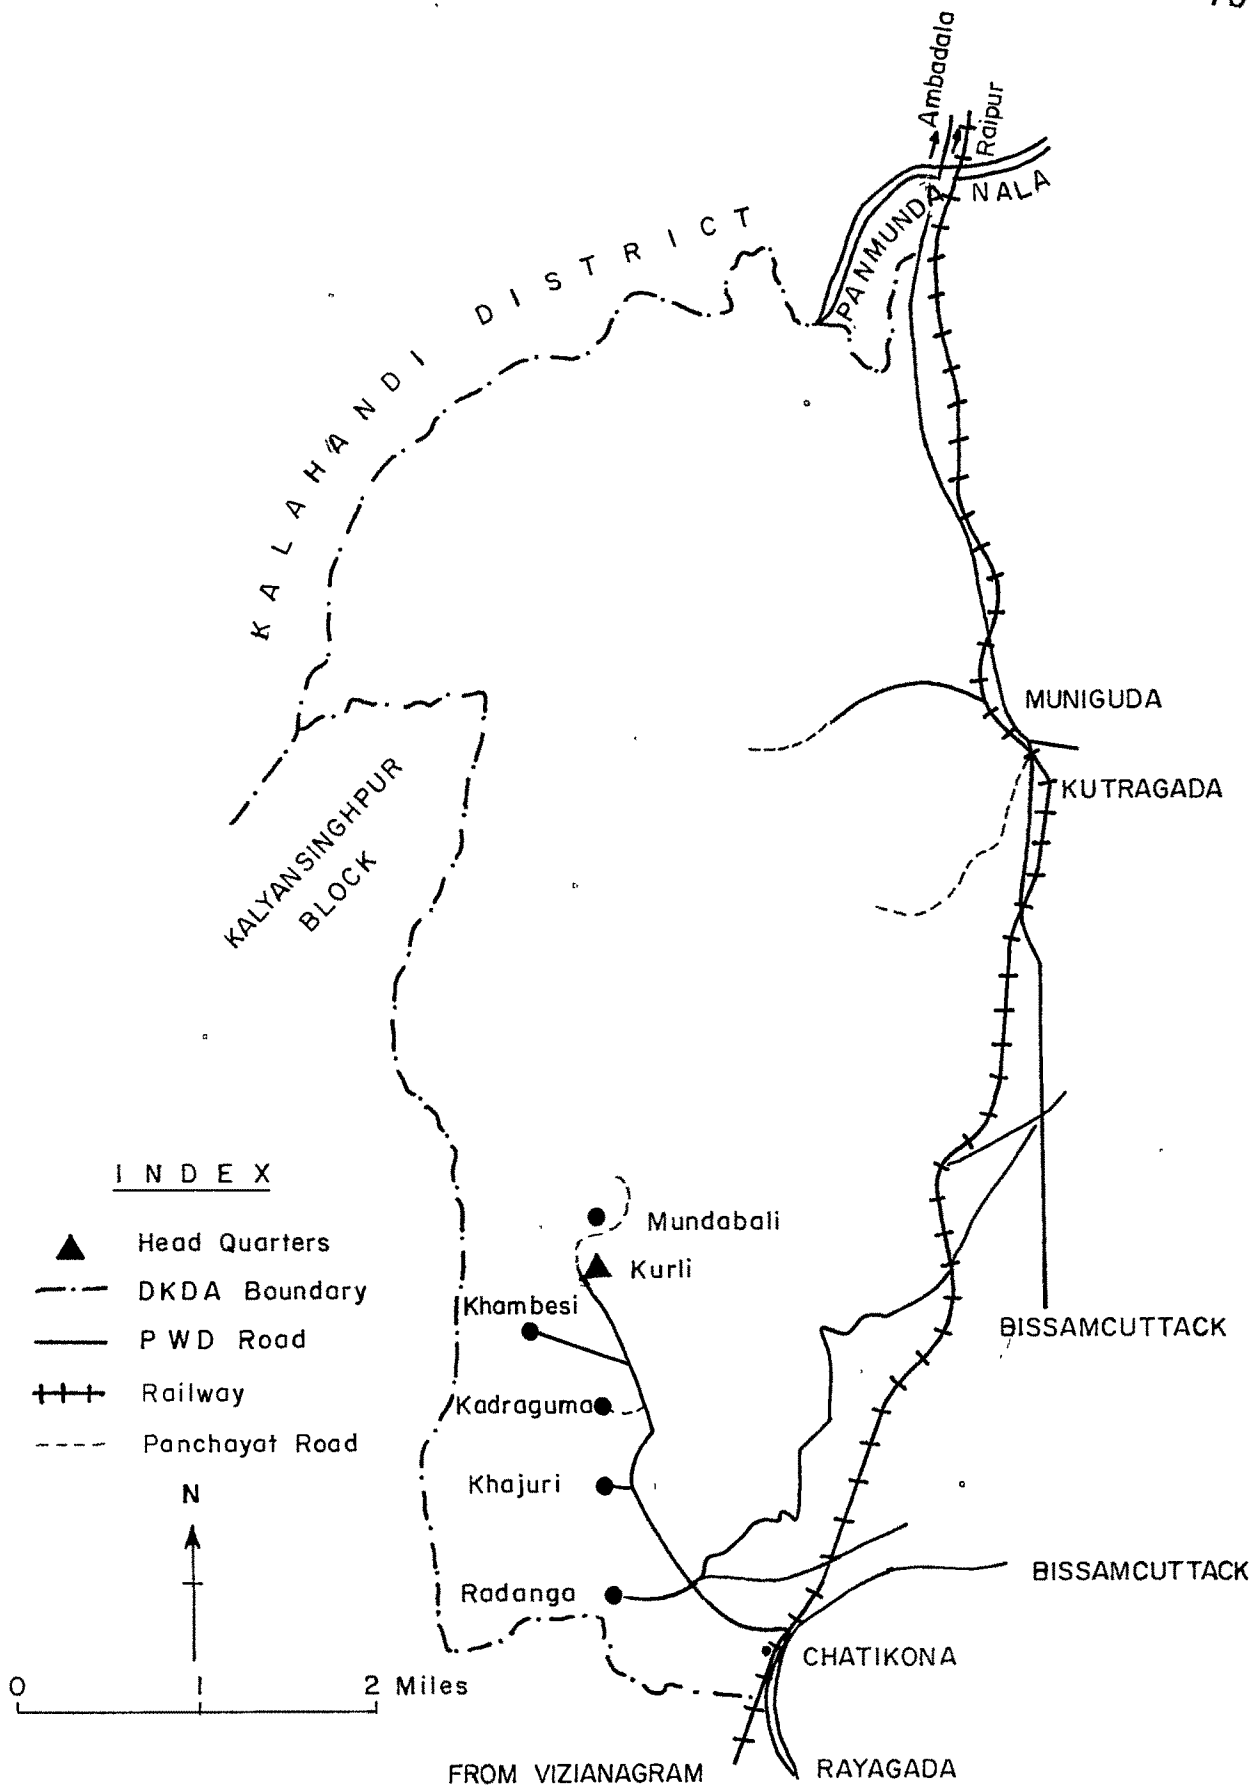 Ambadala
Raipur
PANMUNDA NALA
KALAHANDI DISTRICT
MUNIGUDA
KUTRAGADA
KALYANSINGHPUR
BLOCK
INDEX
Head Quarters
DKDA Boundary
PWD Road
Railway
Panchayat Road
Mundabali
Kurli
Khambesi
BISSAMCUTTACK
Kadraguma
Khajuri
N
BISSAMCUTTACK
Radanga
CHATIKONA
0 1 2 Miles
FROM VIZIANAGRAM
RAYAGADA